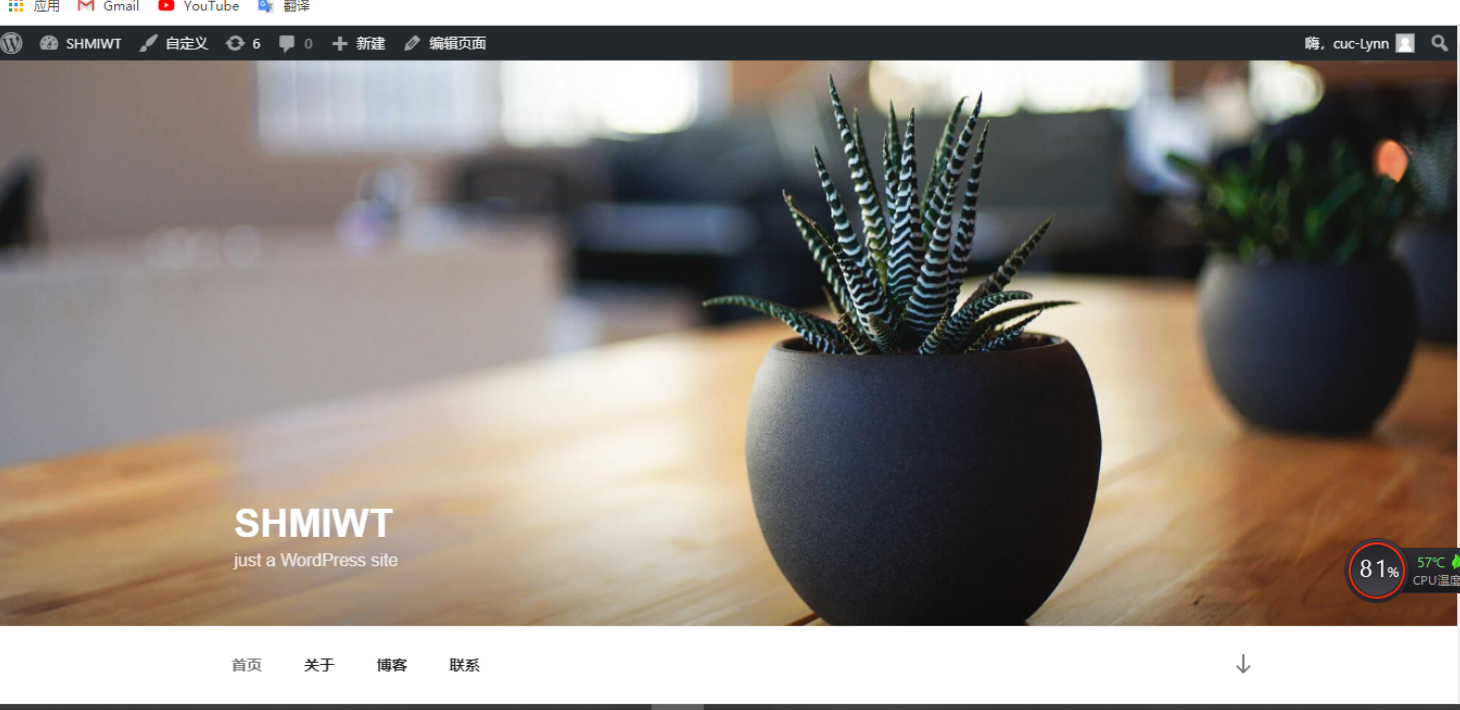 应用 Gmail YouTube 翻译
SHMIWT 自定义 6 0 新建 编辑页面 嗨，cuc-Lynn
SHMIWT
just a WordPress site
81% 57℃
CPU温度
首页 关于 博客 联系